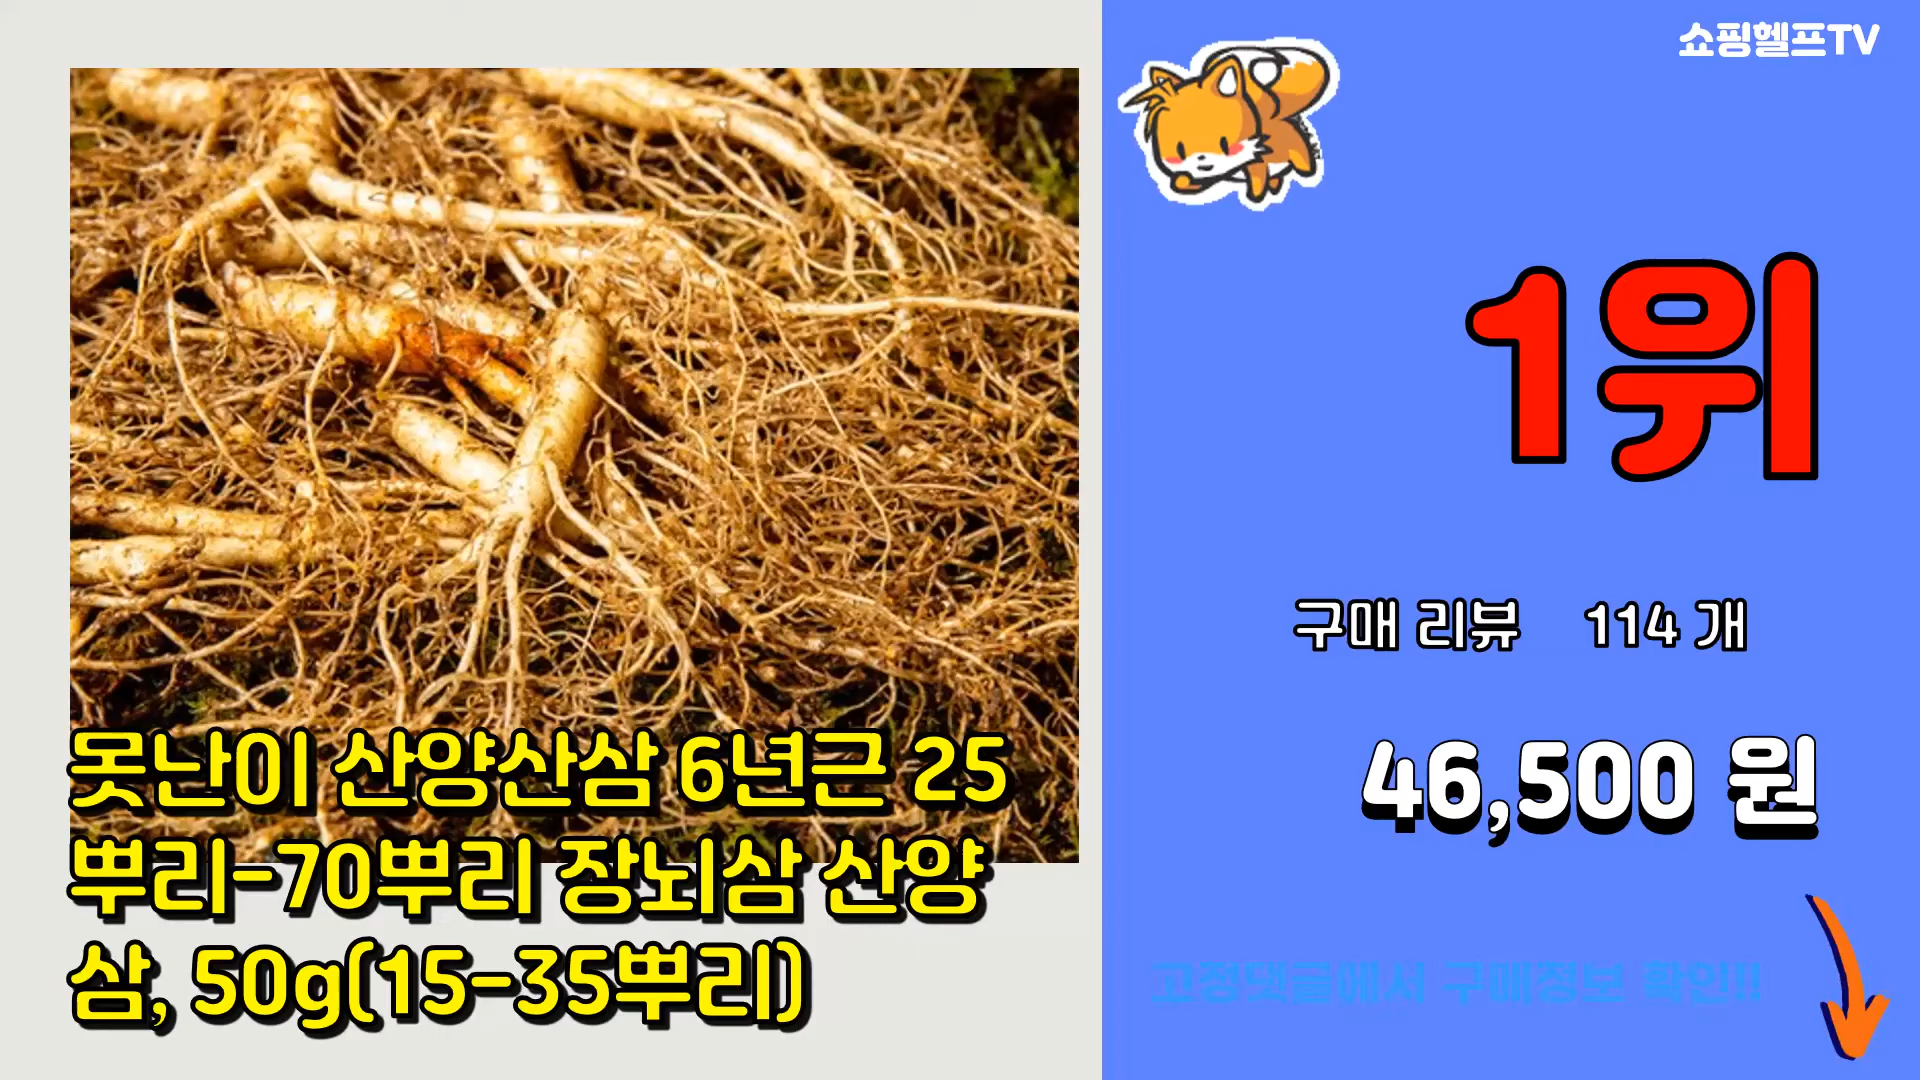 쇼핑헬프TV
1위
구매 리뷰 114 개
46,500 원
못난이 산양산삼 6년근 25
뿌리-70뿌리 장뇌삼 산양
삼, 50g(15-35뿌리)
고정댓글에서 구매정보 확인!!